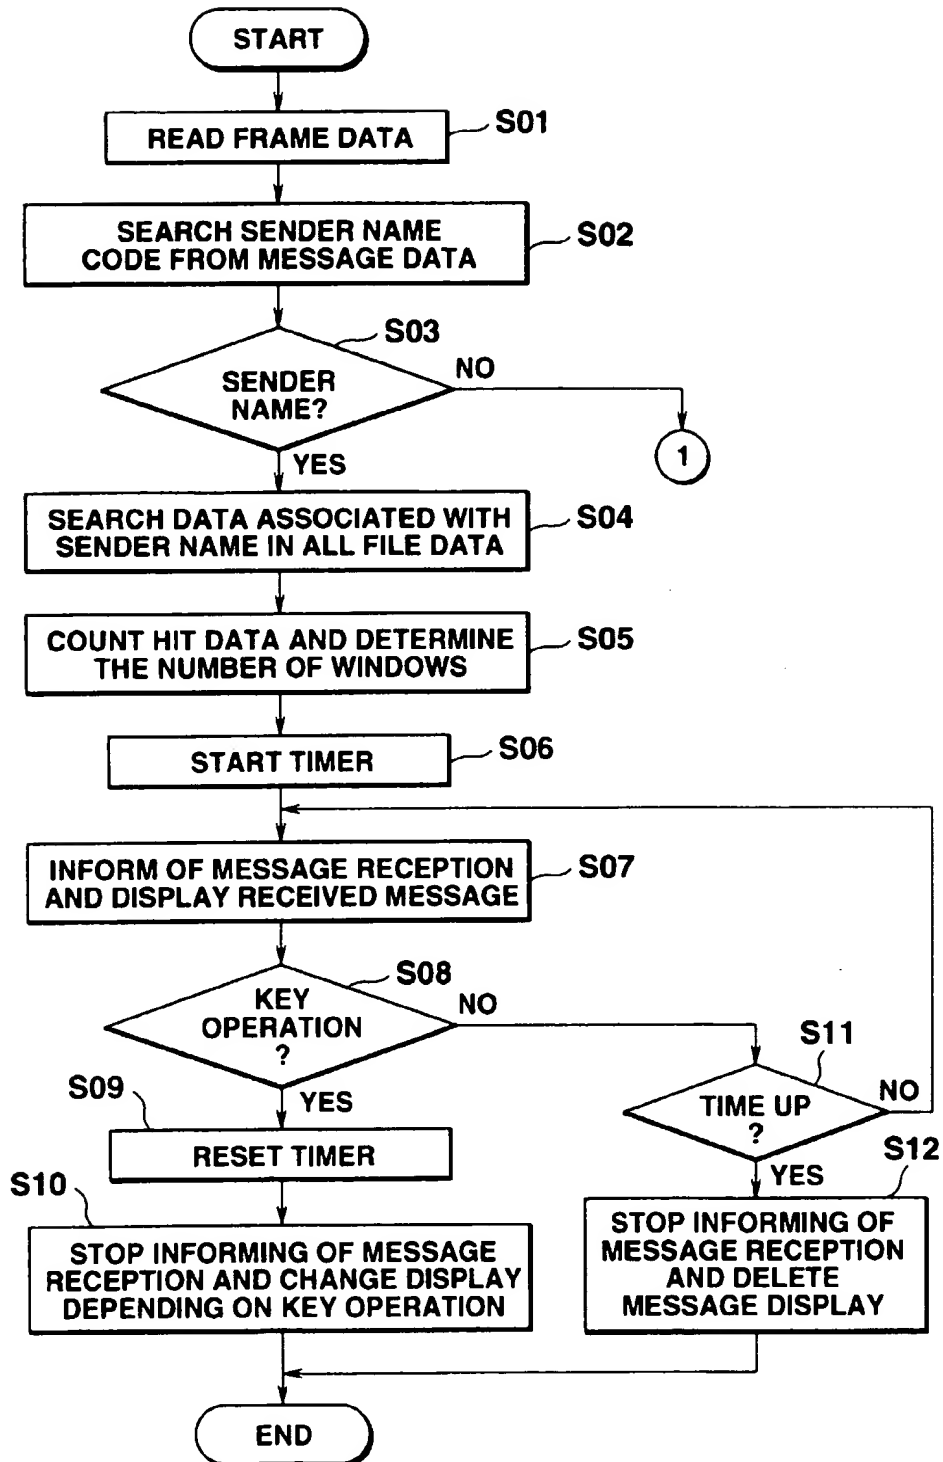 START
READ FRAME DATA
S01
SEARCH SENDER NAME
CODE FROM MESSAGE DATA
S02
S03
SENDER
NAME?
NO
1
YES
SEARCH DATA ASSOCIATED WITH
SENDER NAME IN ALL FILE DATA
S04
COUNT HIT DATA AND DETERMINE
THE NUMBER OF WINDOWS
S05
START TIMER
S06
INFORM OF MESSAGE RECEPTION
AND DISPLAY RECEIVED MESSAGE
S07
S08
KEY
OPERATION
?
NO
S11
TIME UP
?
NO
YES
S09
YES
RESET TIMER
S10
STOP INFORMING OF MESSAGE
RECEPTION AND CHANGE DISPLAY
DEPENDING ON KEY OPERATION
S12
STOP INFORMING OF
MESSAGE RECEPTION
AND DELETE
MESSAGE DISPLAY
END